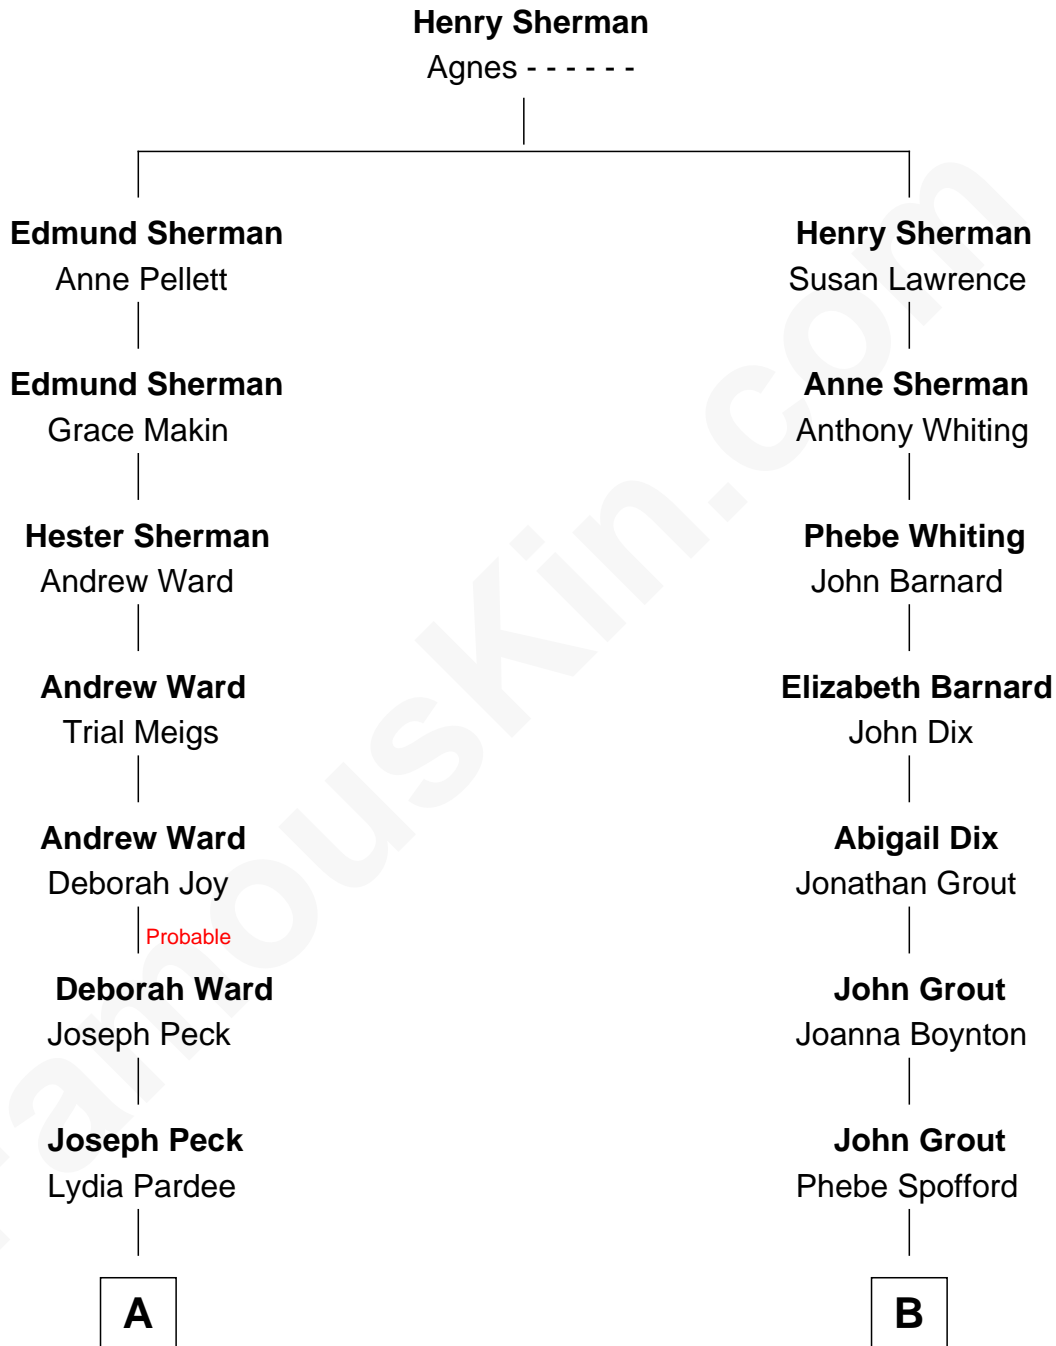 Henry Sherman
Agnes - - - - - -
Edmund Sherman
Anne Pellett
Henry Sherman
Susan Lawrence
Edmund Sherman
Grace Makin
Anne Sherman
Anthony Whiting
Hester Sherman
Andrew Ward
Phebe Whiting
John Barnard
Andrew Ward
Trial Meigs
Elizabeth Barnard
John Dix
Andrew Ward
Deborah Joy
Abigail Dix
Jonathan Grout
Probable
Deborah Ward
Joseph Peck
John Grout
Joanna Boynton
Joseph Peck
Lydia Pardee
John Grout
Phebe Spofford
A
B
FamousKin.com